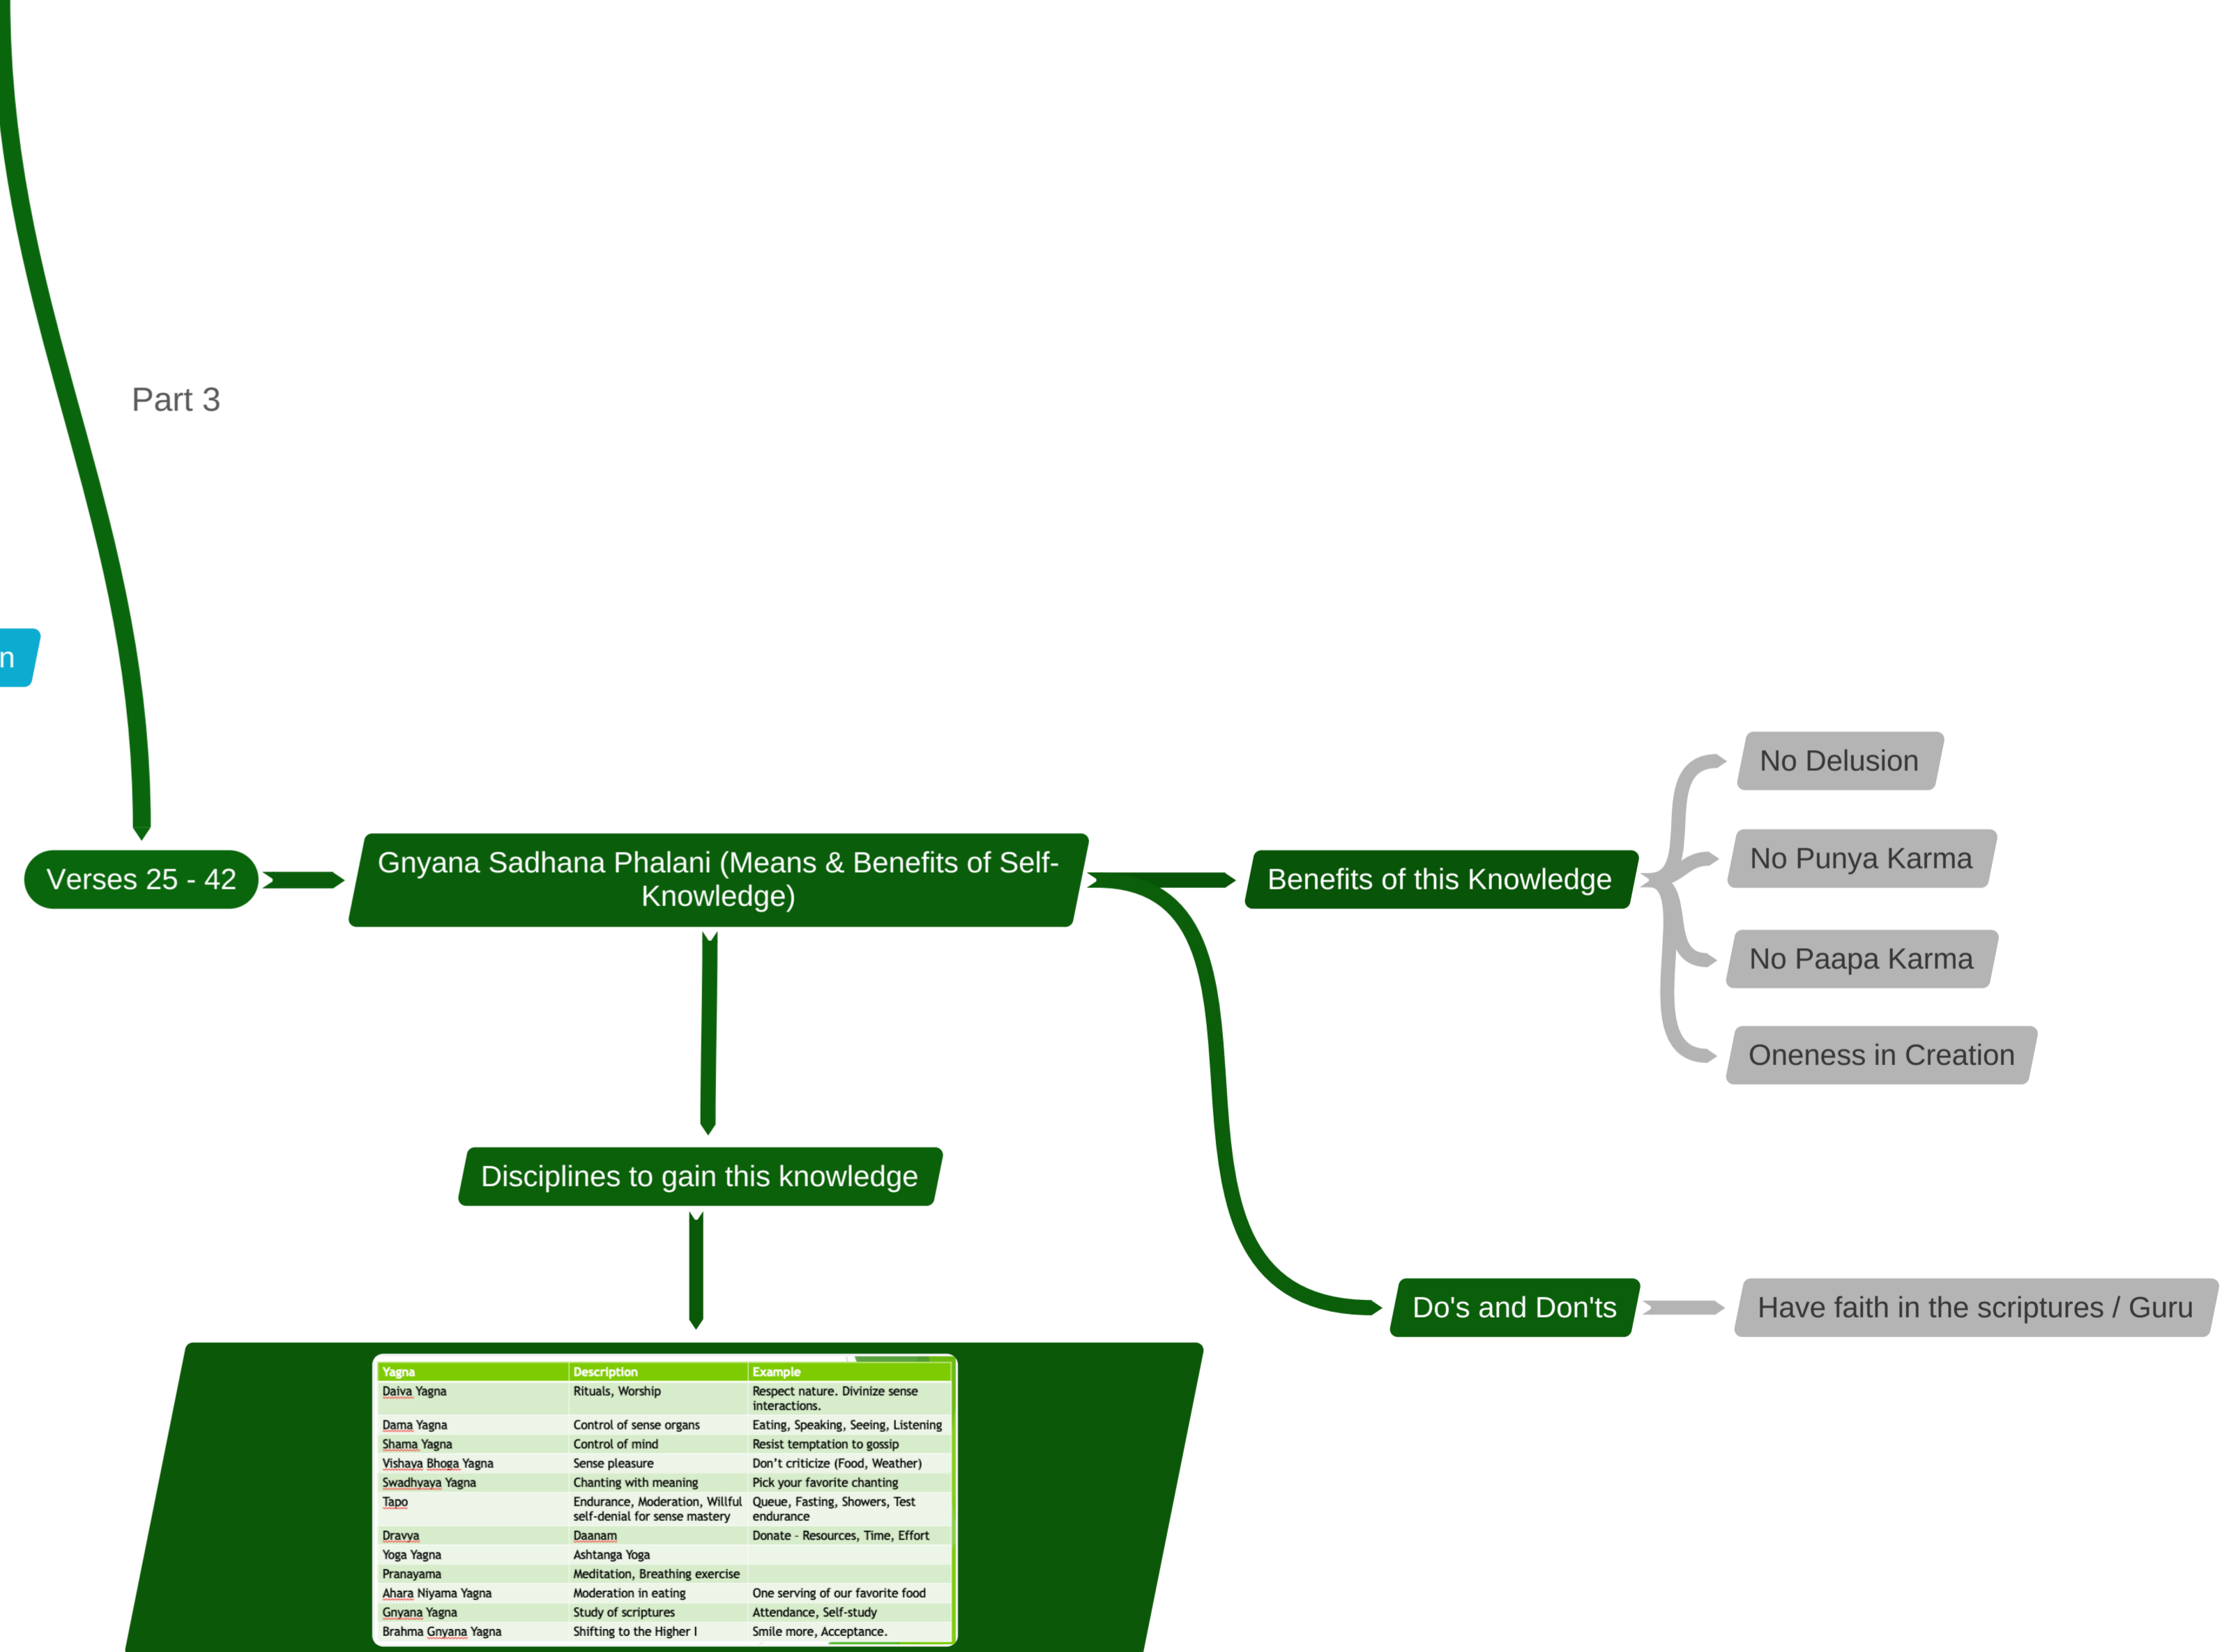 Part 3
n
Verses 25 - 42
Gnyana Sadhana Phalani (Means & Benefits of Self-
Knowledge)
Benefits of this Knowledge
No Delusion
No Punya Karma
No Paapa Karma
Oneness in Creation
Disciplines to gain this knowledge
Do's and Don'ts
Have faith in the scriptures / Guru
Yagna Description Example
Daiva Yagna Rituals, Worship Respect nature. Divinize sense
interactions.
Dama Yagna Control of sense organs Eating, Speaking, Seeing, Listening
Shama Yagna Control of mind Resist temptation to gossip
Vishaya Bhoga Yagna Sense pleasure Don’t criticize (Food, Weather)
Swadhyaya Yagna Chanting with meaning Pick your favorite chanting
Tapo Endurance, Moderation, Willful Queue, Fasting, Showers, Test
self-denial for sense mastery endurance
Dravya Daanam Donate - Resources, Time, Effort
Yoga Yagna Ashtanga Yoga
Pranayama Meditation, Breathing exercise
Ahara Niyama Yagna Moderation in eating One serving of our favorite food
Gnyana Yagna Study of scriptures Attendance, Self-study
Brahma Gnyana Yagna Shifting to the Higher I Smile more, Acceptance.